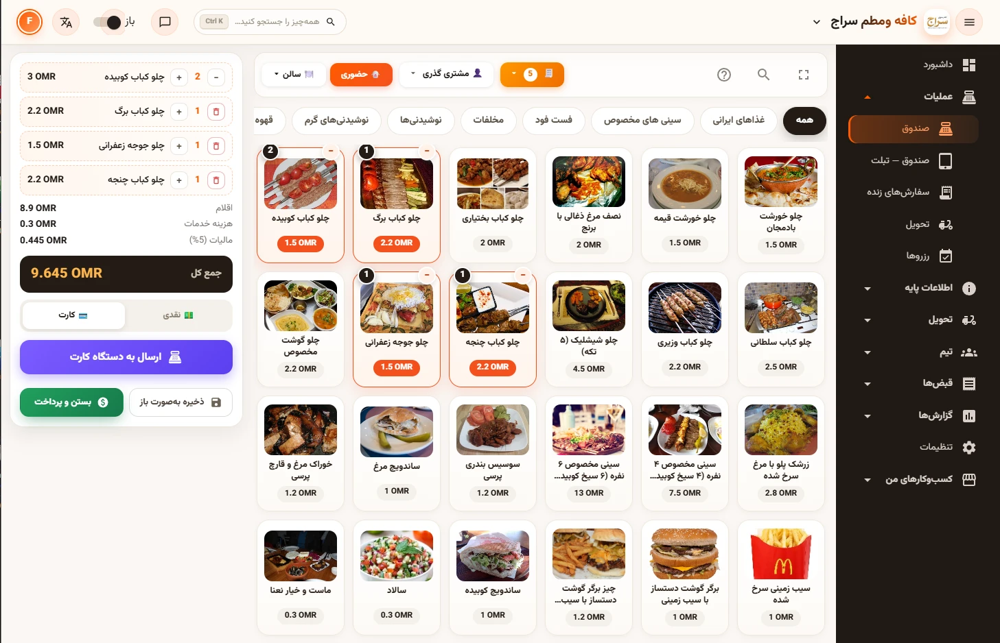 کافه ومطم سراج
سراج
همه‌چیز را جستجو کنید...
Ctrl K
باز
F
داشبورد
عملیات
صندوق
صندوق – تبلت
سفارش‌های زنده
تحویل
رزروها
اطلاعات پایه
تحویل
تیم
قبض‌ها
گزارش‌ها
تنظیمات
کسب‌وکارهای من
5
مشتری گذری
حضوری
سالن
همه
غذاهای ایرانی
سینی های مخصوص
فست فود
مخلفات
نوشیدنی‌ها
نوشیدنی‌های گرم
قهوه
چلو خورشت بادمجان
1.5 OMR
چلو خورشت قیمه
1.5 OMR
نصف مرغ ذغالی با برنج
2 OMR
چلو کباب بختیاری
2 OMR
1
−
چلو کباب برگ
2.2 OMR
2
−
چلو کباب کوبیده
1.5 OMR
چلو کباب سلطانی
2.5 OMR
چلو کباب وزیری
2.2 OMR
چلو شیشلیک (۵ تکه)
4.5 OMR
1
−
چلو کباب چنجه
2.2 OMR
1
−
چلو جوجه زعفرانی
1.5 OMR
چلو گوشت مخصوص
2.2 OMR
زرشک پلو با مرغ سرخ شده
2.8 OMR
سینی مخصوص ۴ نفره (۴ سیخ کوبید...
7.5 OMR
سینی مخصوص ۶ نفره (۶ سیخ کوبید...
13 OMR
سوسیس بندری پرسی
1.2 OMR
ساندویچ مرغ
1 OMR
خوراک مرغ و قارچ پرسی
1.2 OMR
سیب زمینی سرخ شده
1 OMR
برگر گوشت دستساز با سیب زمینی
1 OMR
چیز برگر گوشت دستساز با سیب...
1.2 OMR
ساندویچ کوبیده
1 OMR
سالاد
0.3 OMR
ماست و خیار نعنا
0.3 OMR
− 2 + چلو کباب کوبیده 3 OMR
1 + چلو کباب برگ 2.2 OMR
1 + چلو جوجه زعفرانی 1.5 OMR
1 + چلو کباب چنجه 2.2 OMR
اقلام 8.9 OMR
هزینه خدمات 0.3 OMR
مالیات (5%) 0.445 OMR
جمع کل 9.645 OMR
نقدی
کارت
ارسال به دستگاه کارت
ذخیره به‌صورت باز
بستن و پرداخت